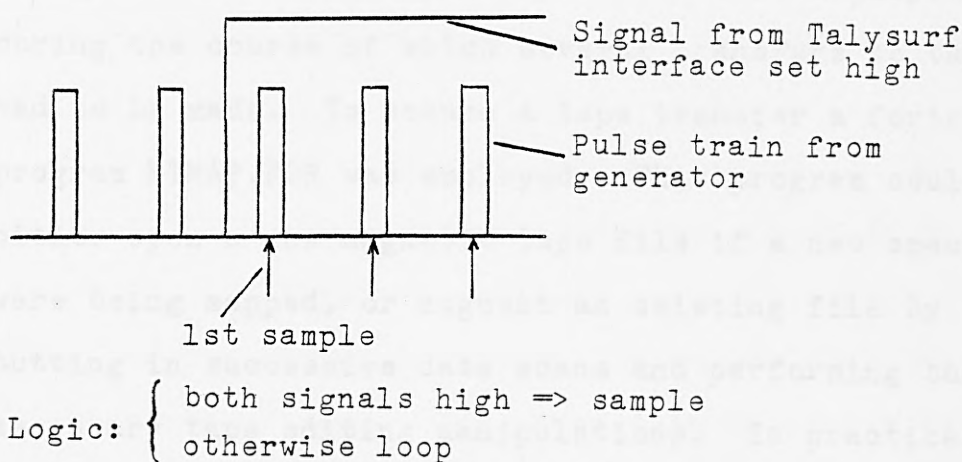 Signal from Talysurf
interface set high
Pulse train from
generator
1st sample
Logic: { both signals high => sample
otherwise loop